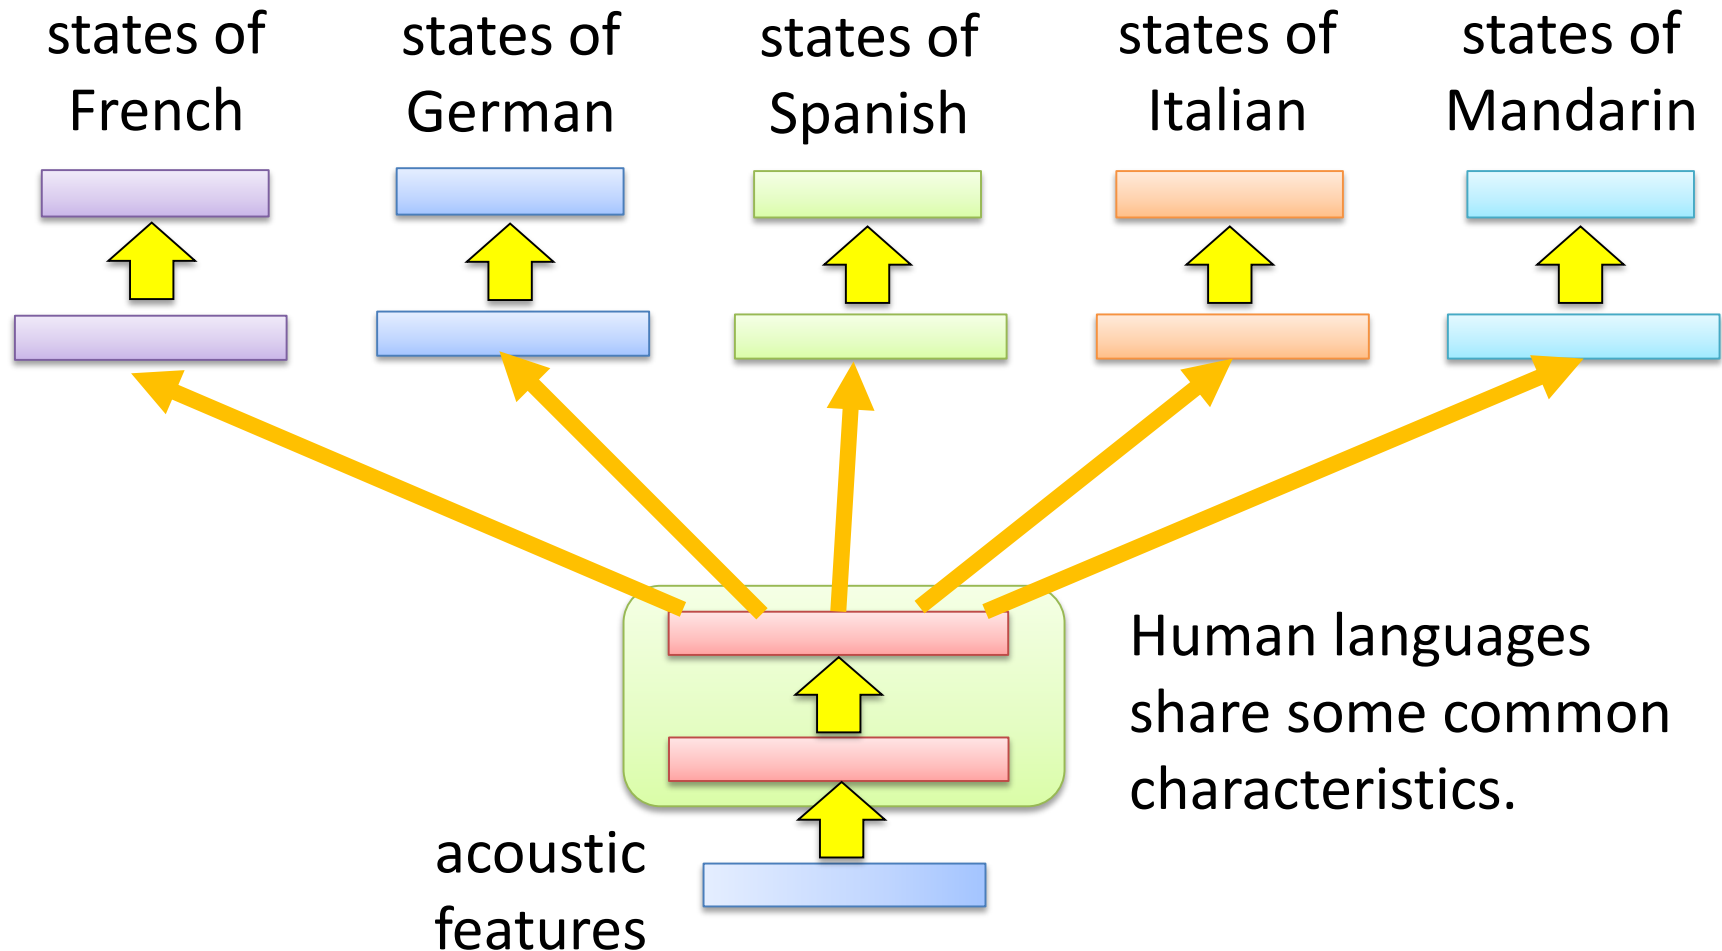 states of
French
states of
German
states of
Spanish
states of
Italian
states of
Mandarin
Human languages
share some common
characteristics.
acoustic
features